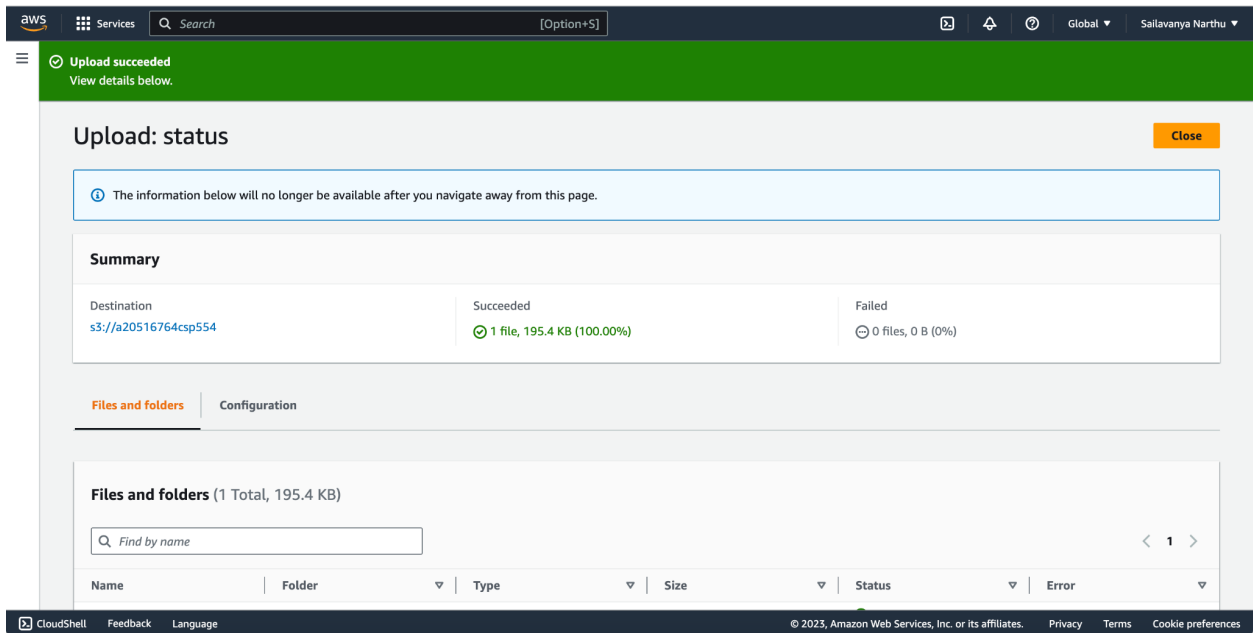 aws Services Search [Option+S] Global ▼ Sailavanya Narthu ▼
Upload succeeded
View details below.
Upload: status Close
The information below will no longer be available after you navigate away from this page.
Summary
Destination Succeeded Failed
s3://a20516764csp554 1 file, 195.4 KB (100.00%) 0 files, 0 B (0%)
Files and folders Configuration
Files and folders (1 Total, 195.4 KB)
Find by name < 1 >
Name Folder Type Size Status Error
CloudShell Feedback Language © 2023, Amazon Web Services, Inc. or its affiliates. Privacy Terms Cookie preferences